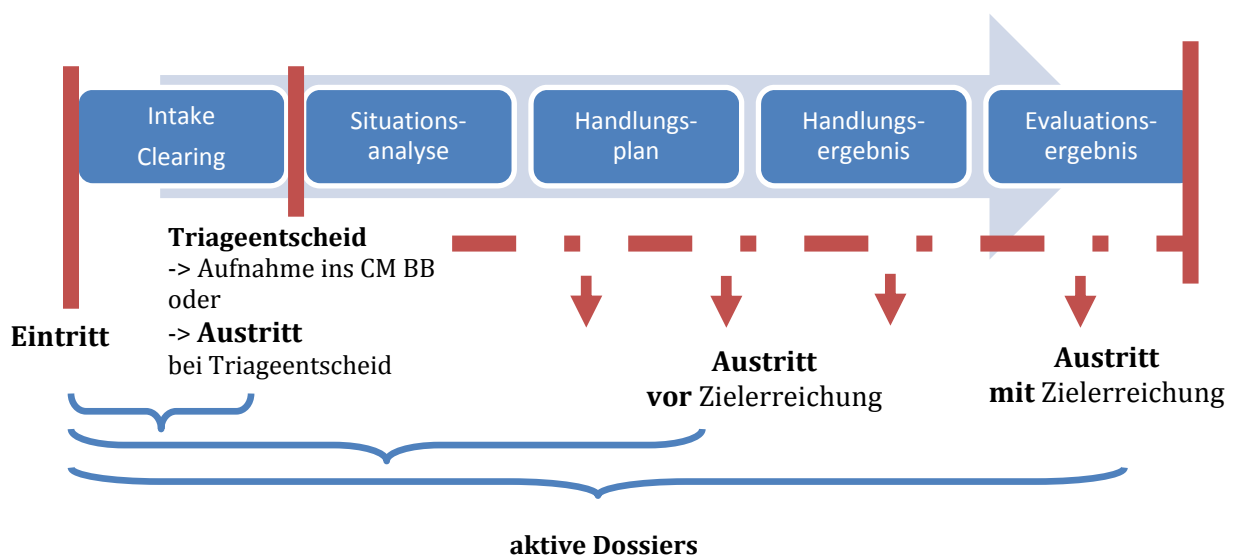 Intake
Clearing
Situations-
analyse
Handlungs-
plan
Handlungs-
ergebnis
Evaluations-
ergebnis
Triageentscheid
-> Aufnahme ins CM BB
oder
-> Austritt
bei Triageentscheid
Eintritt
Austritt
vor Zielerreichung
Austritt
mit Zielerreichung
aktive Dossiers